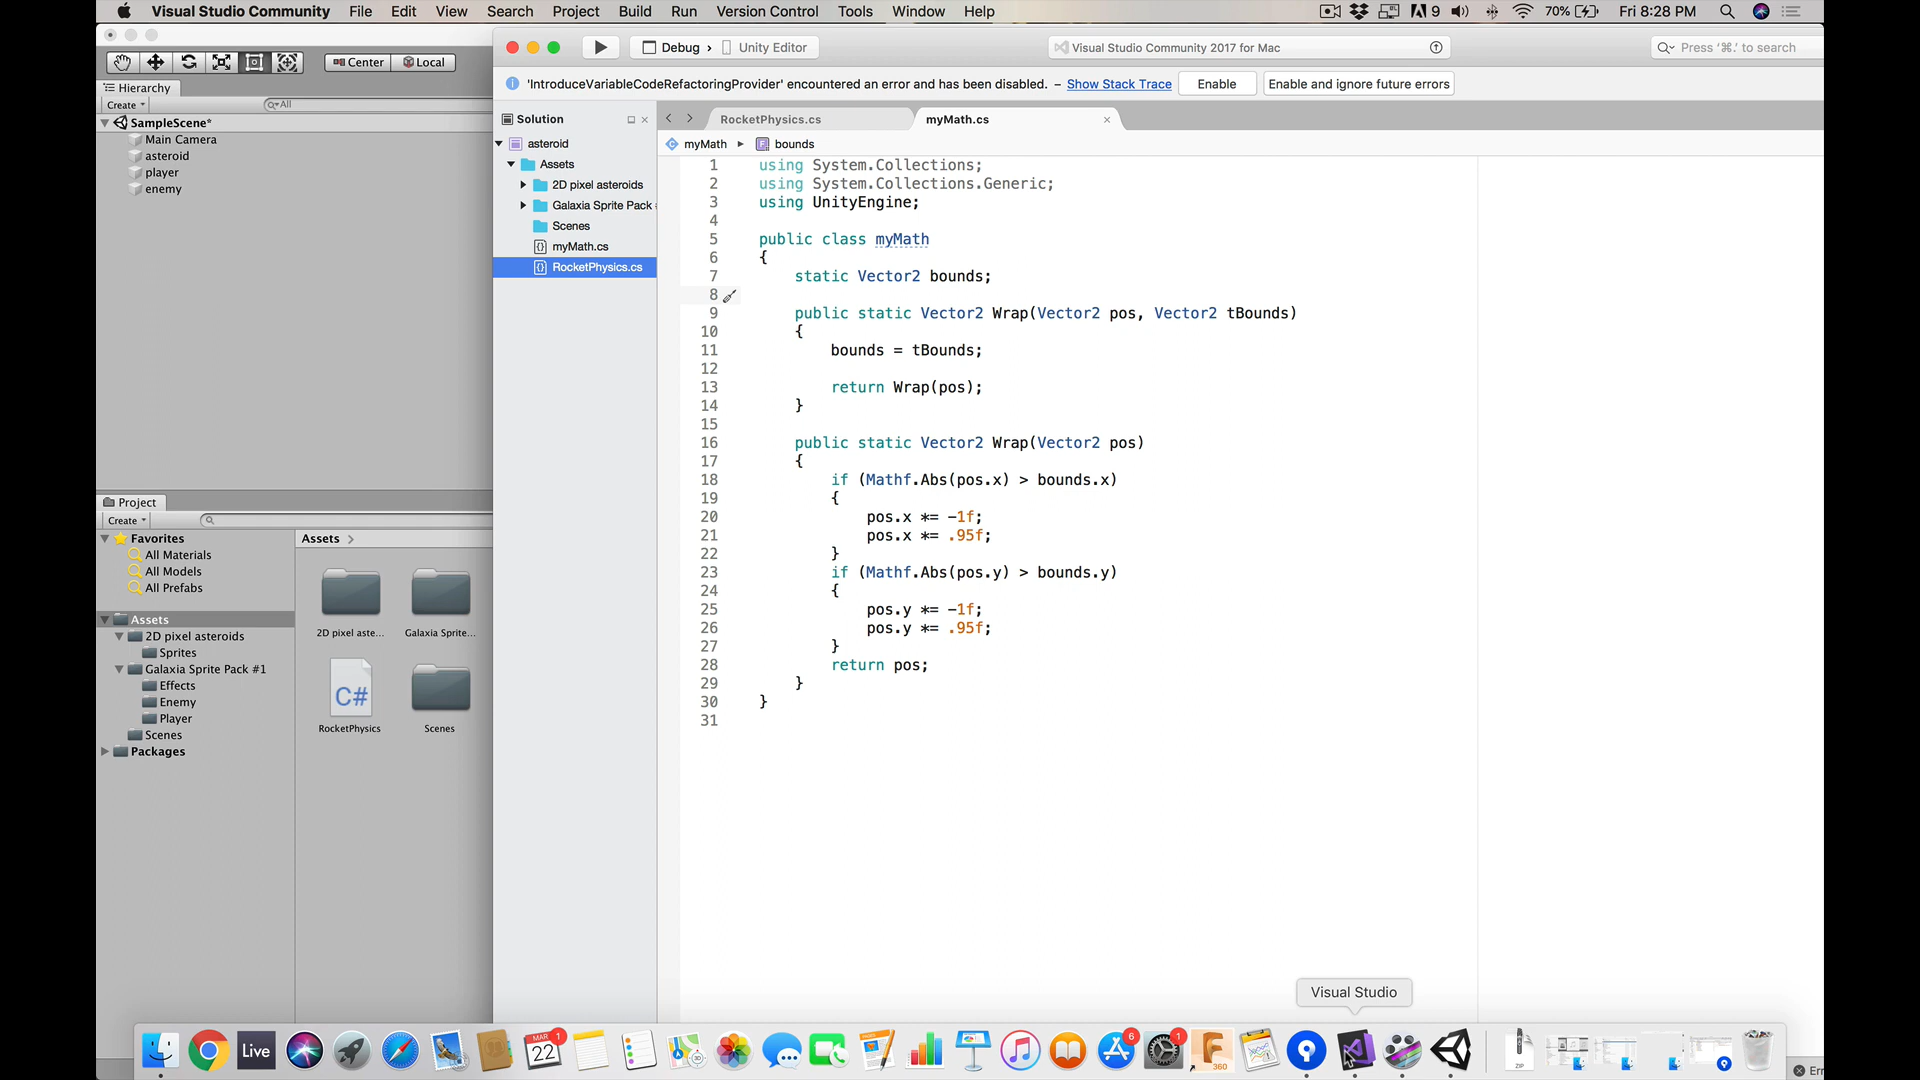 Visual Studio Community File Edit View Search Project Build Run Version Control Tools Window Help 9 70% Fri 8:28 PM
Center Local
Debug › Unity Editor
Visual Studio Community 2017 for Mac
Press '⌘.' to search
Hierarchy
Create All
SampleScene*
Main Camera
asteroid
player
enemy
'IntroduceVariableCodeRefactoringProvider' encountered an error and has been disabled. – Show Stack Trace Enable Enable and ignore future errors
Solution
asteroid
Assets
2D pixel asteroids
Galaxia Sprite Pack
Scenes
myMath.cs
RocketPhysics.cs
RocketPhysics.cs myMath.cs
myMath ▸ bounds
1 using System.Collections;
2 using System.Collections.Generic;
3 using UnityEngine;
4
5 public class myMath
6 {
7 static Vector2 bounds;
8
9 public static Vector2 Wrap(Vector2 pos, Vector2 tBounds)
10 {
11 bounds = tBounds;
12
13 return Wrap(pos);
14 }
15
16 public static Vector2 Wrap(Vector2 pos)
17 {
18 if (Mathf.Abs(pos.x) > bounds.x)
19 {
20 pos.x *= -1f;
21 pos.x *= .95f;
22 }
23 if (Mathf.Abs(pos.y) > bounds.y)
24 {
25 pos.y *= -1f;
26 pos.y *= .95f;
27 }
28 return pos;
29 }
30 }
31
Project
Create
Favorites
All Materials
All Models
All Prefabs
Assets
2D pixel asteroids
Sprites
Galaxia Sprite Pack #1
Effects
Enemy
Player
Scenes
Packages
Assets
2D pixel aste...
Galaxia Sprite...
C#
RocketPhysics
Scenes
Visual Studio
Live
MAR
22
1
6
1
360
ZIP
Err